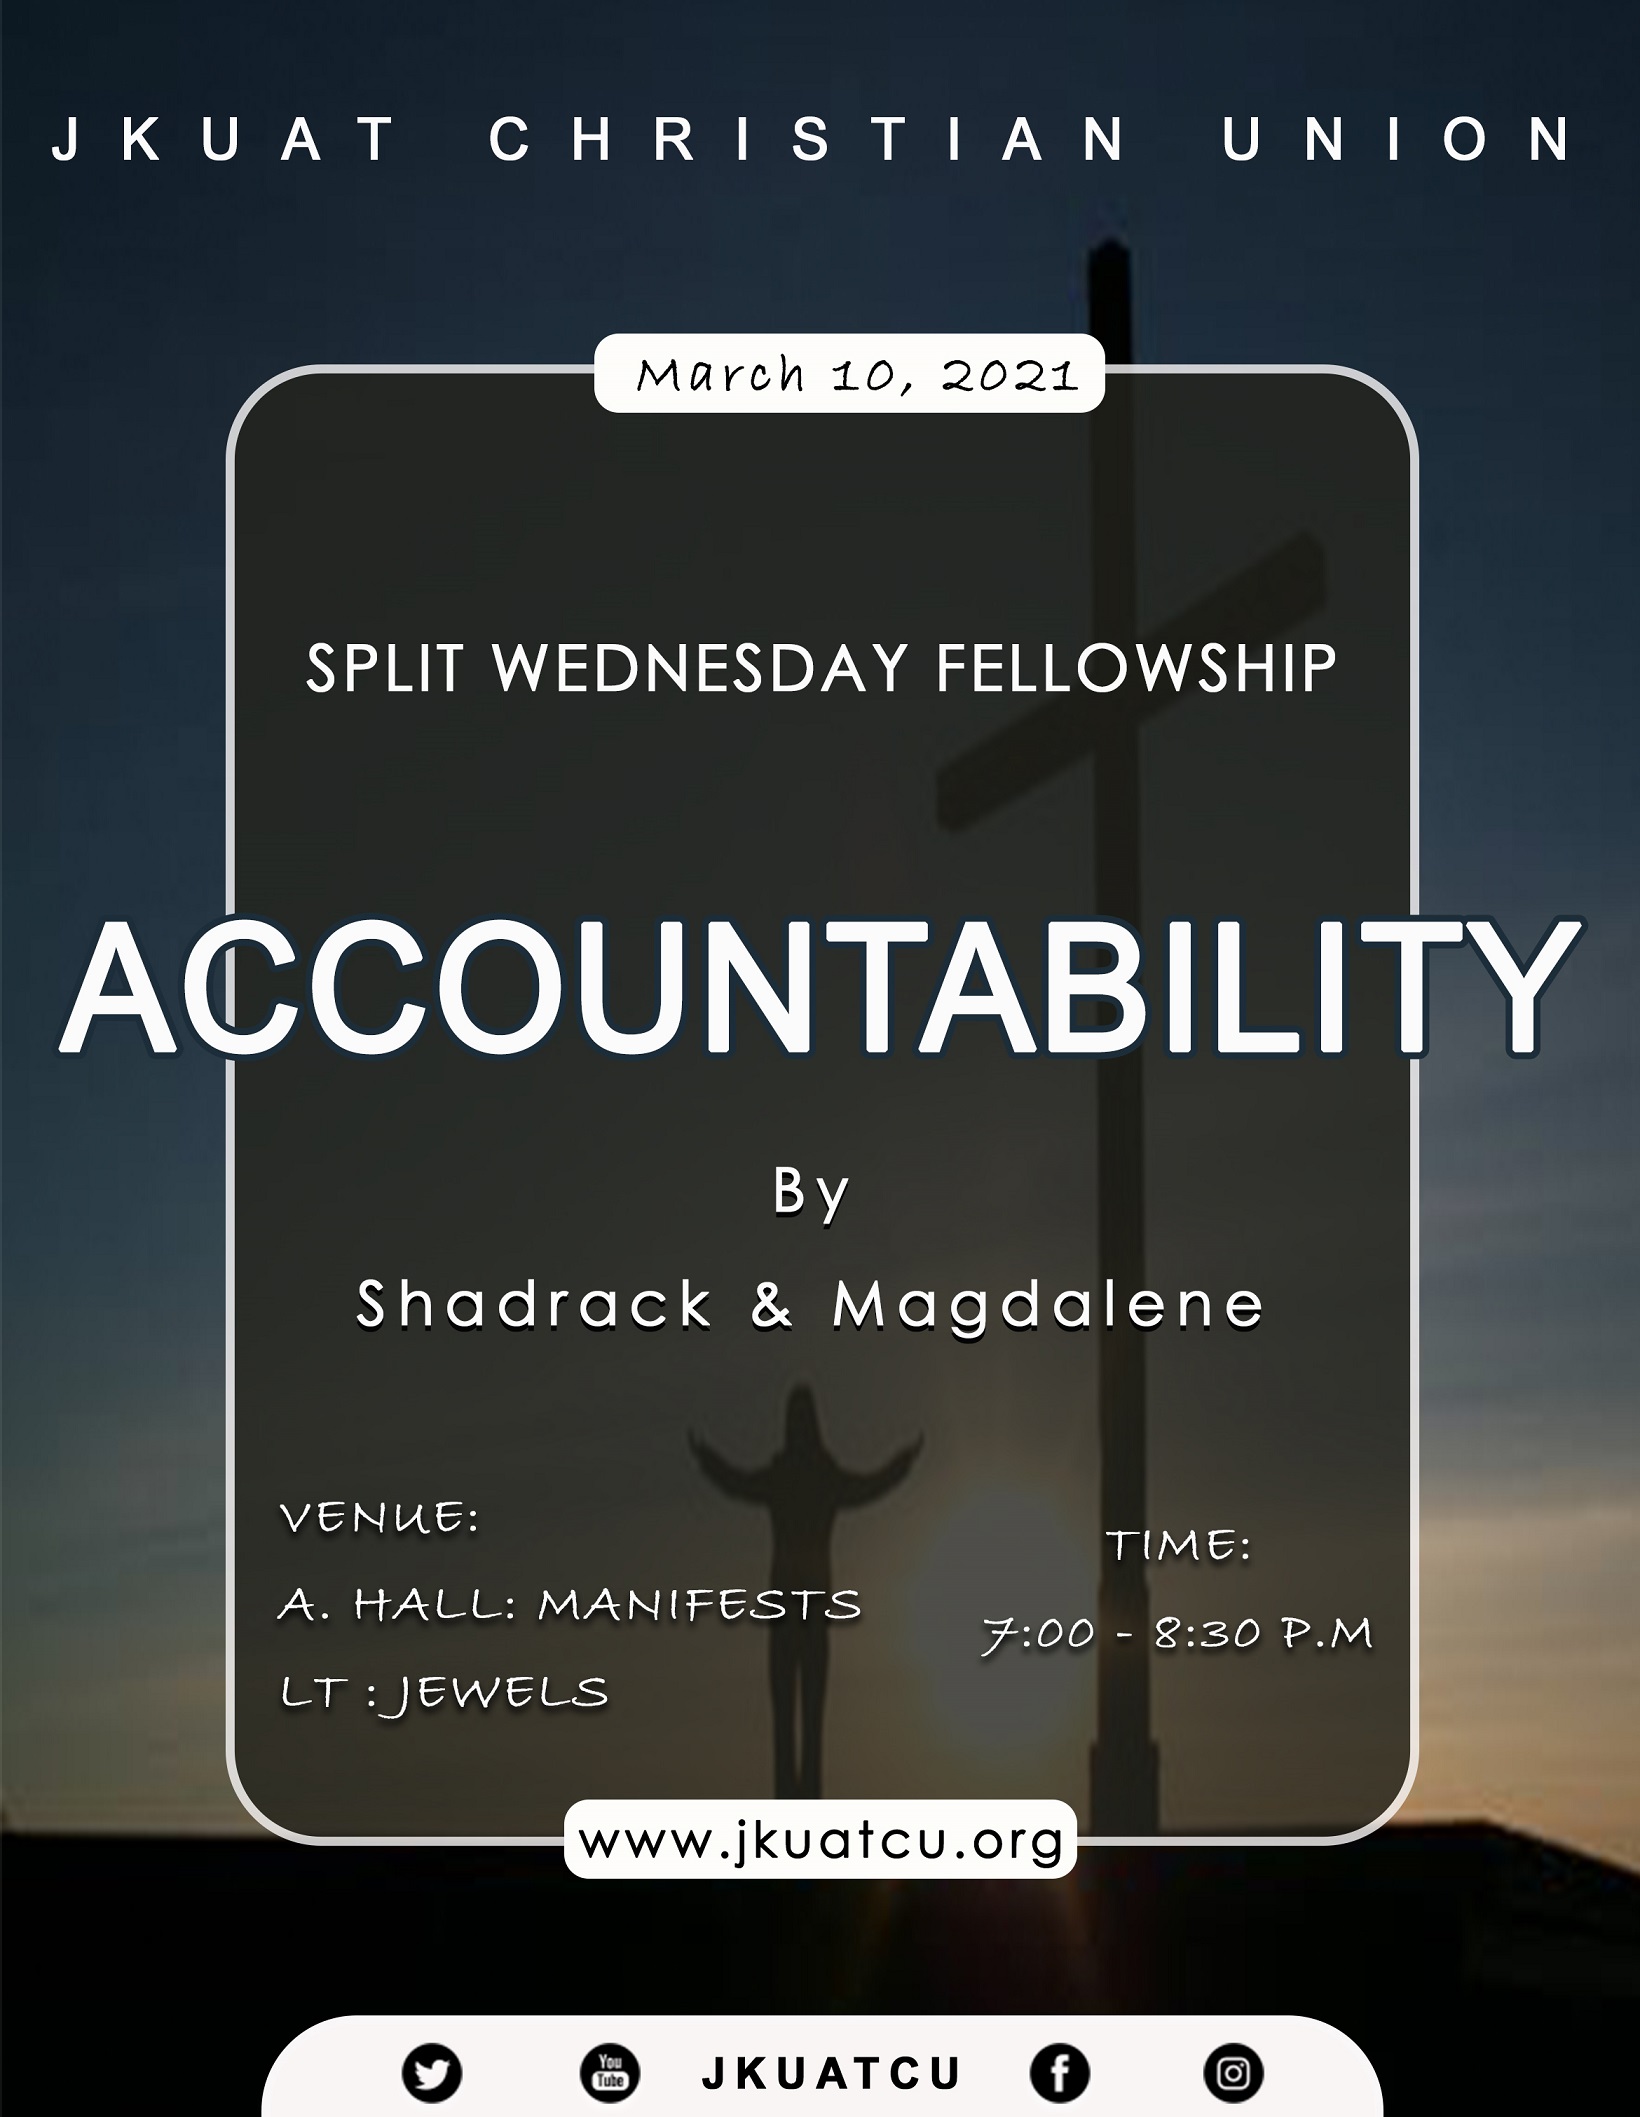 JKUAT CHRISTIAN UNION
March 10, 2021
SPLIT WEDNESDAY FELLOWSHIP
ACCOUNTABILITY
By
Shadrack & Magdalene
VENUE:
A. HALL: MANIFESTS
LT : JEWELS
TIME:
7:00 - 8:30 P.M
www.jkuatcu.org
You Tube
JKUATCU